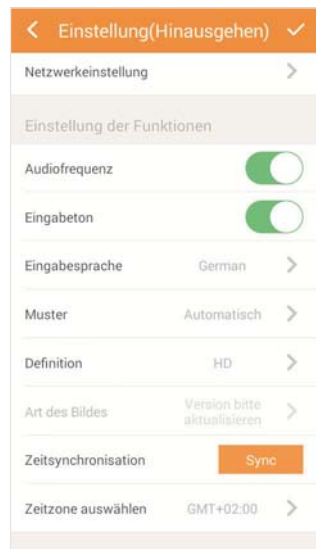 Einstellung(Hinausgehen)
Netzwerkeinstellung
Einstellung der Funktionen
Audiofrequenz
Eingabeton
Eingabesprache German
Muster Automatisch
Definition HD
Art des Bildes Version bitte
aktualisieren
Zeitsynchronisation Sync
Zeitzone auswählen GMT+02:00